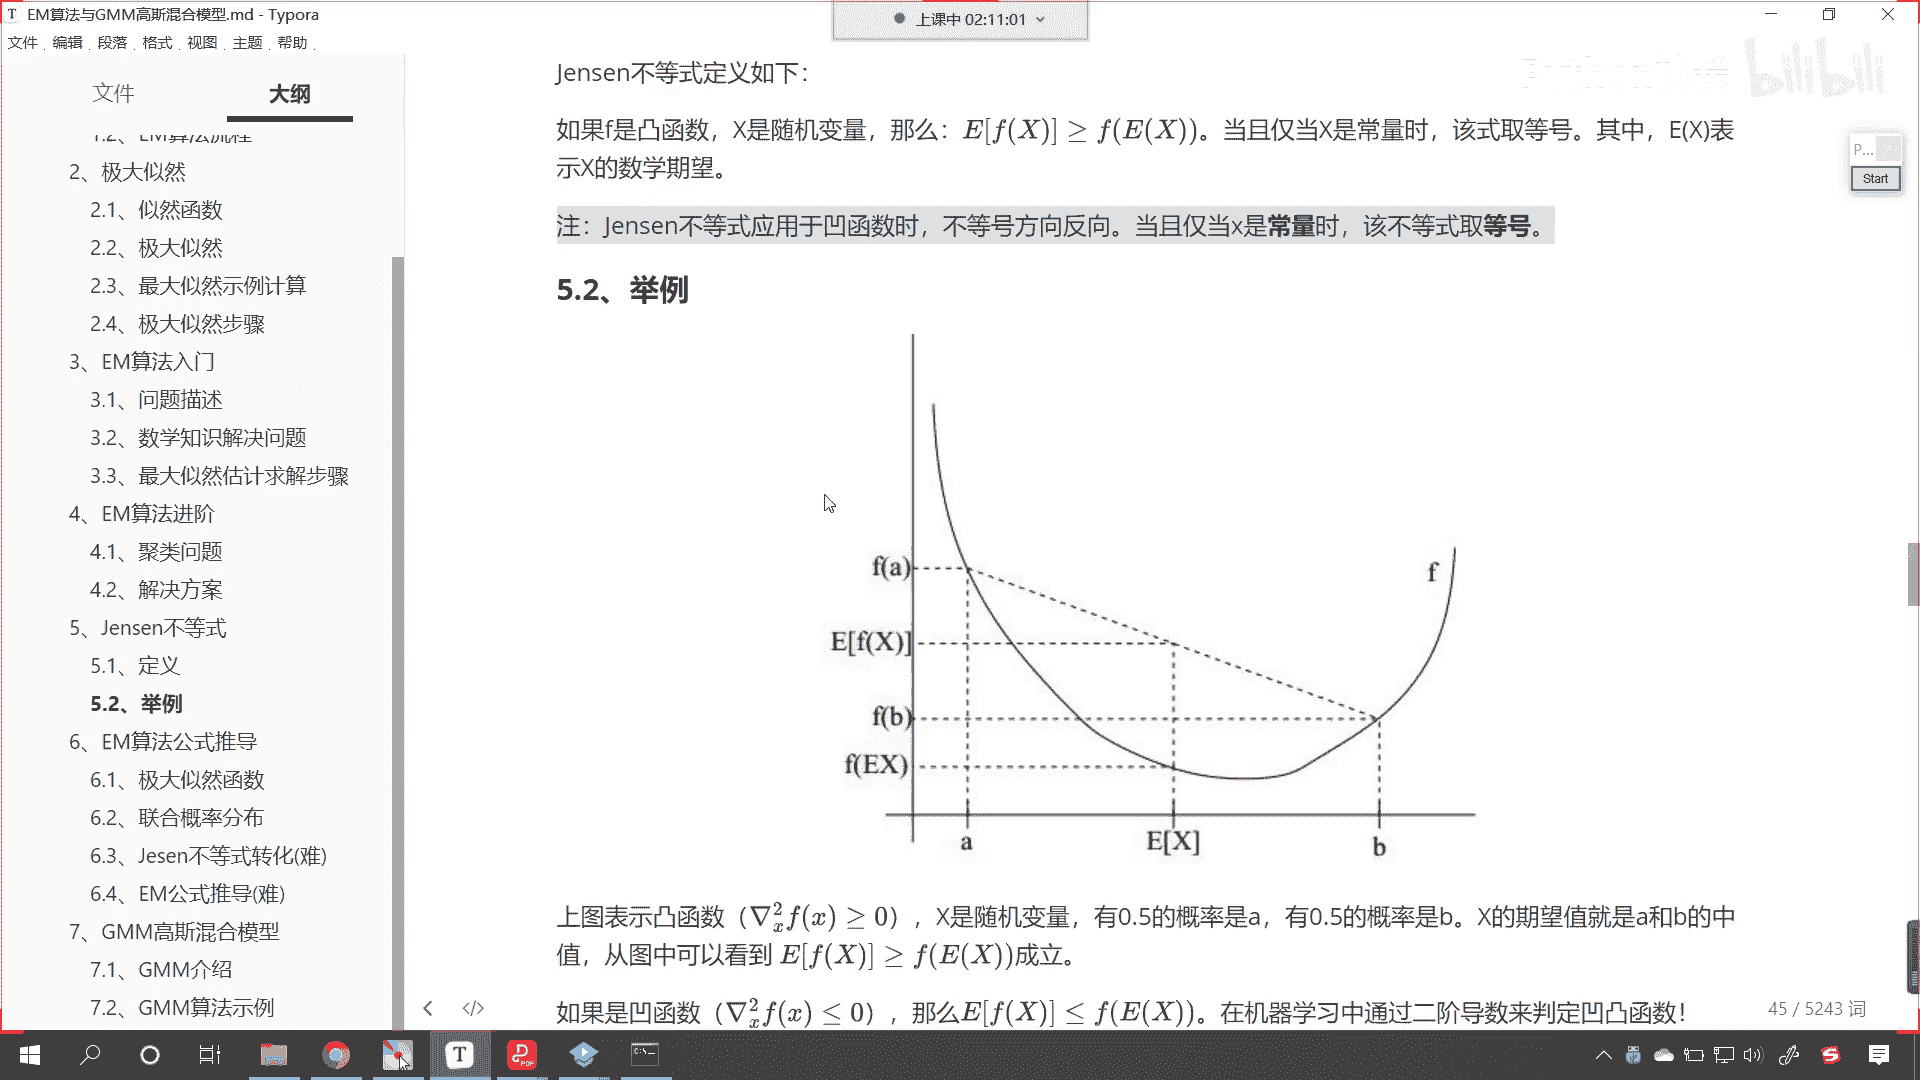 EM算法与GMM高斯混合模型.md - Typora
上课中 02:11:01
文件 编辑 段落 格式 视图 主题 帮助
bilibili
文件 大纲
1.2、EM算法流程
2、极大似然
2.1、似然函数
2.2、极大似然
2.3、最大似然示例计算
2.4、极大似然步骤
3、EM算法入门
3.1、问题描述
3.2、数学知识解决问题
3.3、最大似然估计求解步骤
4、EM算法进阶
4.1、聚类问题
4.2、解决方案
5、Jensen不等式
5.1、定义
5.2、举例
6、EM算法公式推导
6.1、极大似然函数
6.2、联合概率分布
6.3、Jesen不等式转化(难)
6.4、EM公式推导(难)
7、GMM高斯混合模型
7.1、GMM介绍
7.2、GMM算法示例
Jensen不等式定义如下：
如果f是凸函数，X是随机变量，那么：E[f(X)] ≥ f(E(X))。当且仅当X是常量时，该式取等号。其中，E(X)表
示X的数学期望。
注：Jensen不等式应用于凹函数时，不等号方向反向。当且仅当x是常量时，该不等式取等号。
5.2、举例
f(a)
f
E[f(X)]
f(b)
f(EX)
a E[X] b
上图表示凸函数（∇²ₓf(x) ≥ 0），X是随机变量，有0.5的概率是a，有0.5的概率是b。X的期望值就是a和b的中
值，从图中可以看到 E[f(X)] ≥ f(E(X))成立。
如果是凹函数（∇²ₓf(x) ≤ 0），那么E[f(X)] ≤ f(E(X))。在机器学习中通过二阶导数来判定凹凸函数！
45 / 5243 词
P...
Start